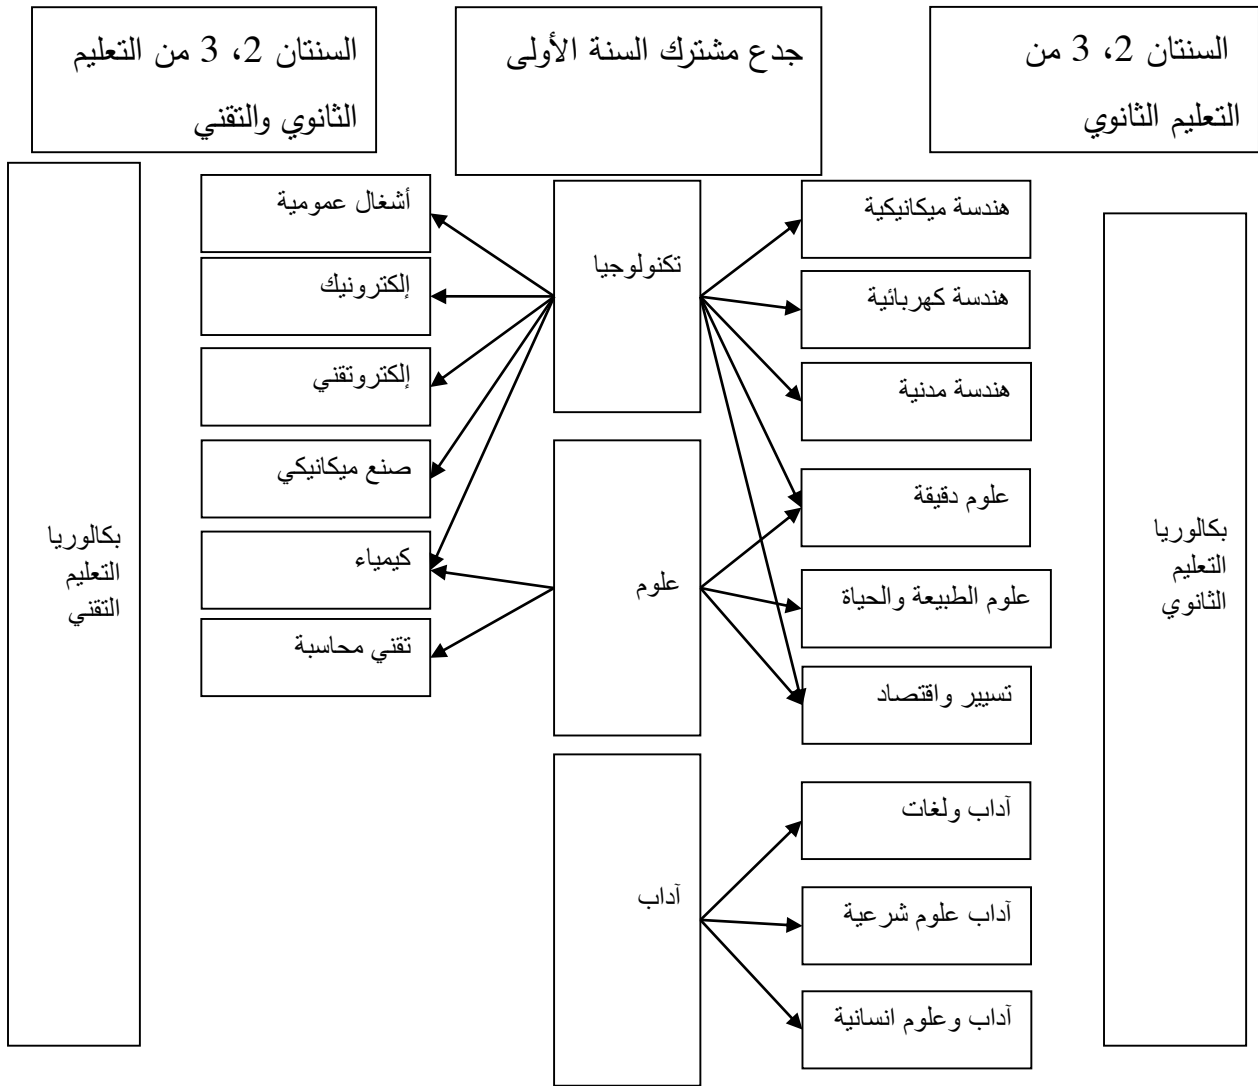 السنتان 2، 3 من
التعليم الثانوي
جدع مشترك السنة الأولى
السنتان 2، 3 من التعليم
الثانوي والتقني
بكالوريا
التعليم
الثانوي
هندسة ميكانيكية
هندسة كهربائية
هندسة مدنية
علوم دقيقة
علوم الطبيعة والحياة
تسيير واقتصاد
آداب ولغات
آداب علوم شرعية
آداب وعلوم انسانية
تكنولوجيا
علوم
آداب
أشغال عمومية
إلكترونيك
إلكتروتقني
صنع ميكانيكي
كيمياء
تقني محاسبة
بكالوريا
التعليم
التقني